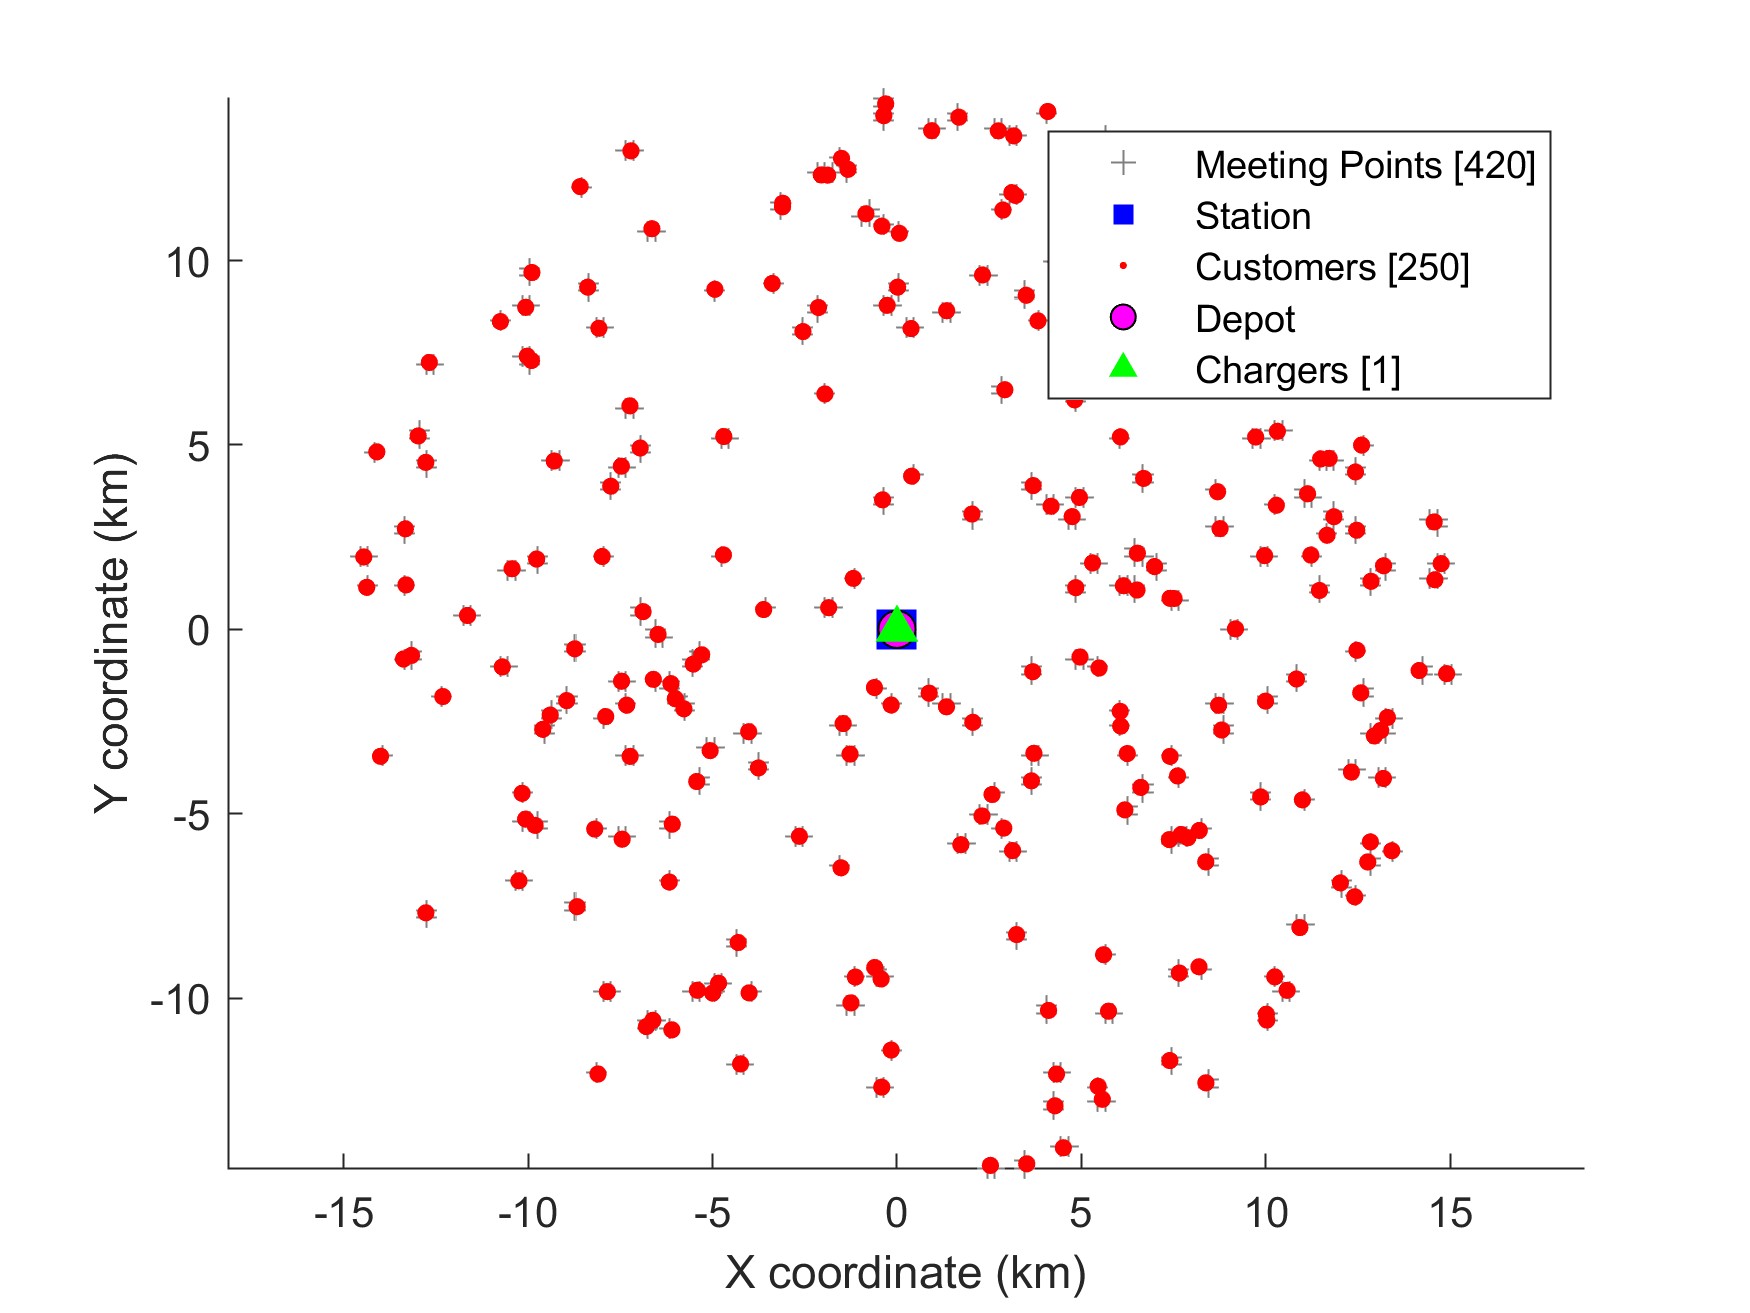 Meeting Points [420]
Station
Customers [250]
Depot
Chargers [1]
10
5
0
-5
-10
Y coordinate (km)
-15 -10 -5 0 5 10 15
X coordinate (km)